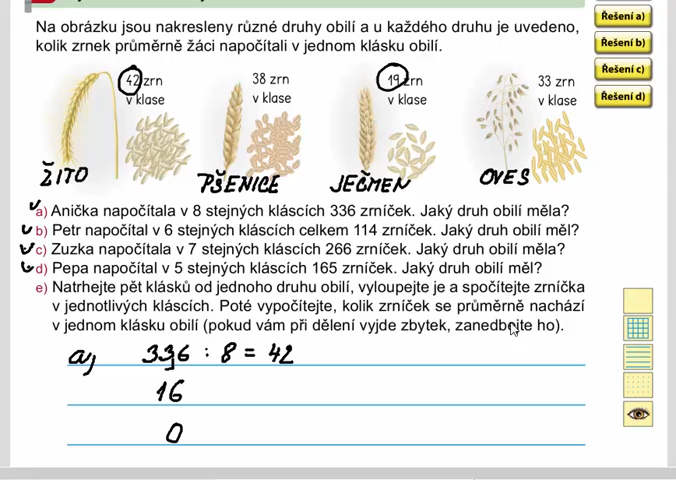 Na obrázku jsou nakresleny různé druhy obilí a u každého druhu je uvedeno,
kolik zrnek průměrně žáci napočítali v jednom klásku obilí.
Řešení a)
Řešení b)
Řešení c)
Řešení d)
42 zrn
v klase
38 zrn
v klase
19 zrn
v klase
33 zrn
v klase
ŽITO
PŠENICE
JEČMEN
OVES
a) Anička napočítala v 8 stejných kláscích 336 zrníček. Jaký druh obilí měla?
b) Petr napočítal v 6 stejných kláscích celkem 114 zrníček. Jaký druh obilí měl?
c) Zuzka napočítala v 7 stejných kláscích 266 zrníček. Jaký druh obilí měla?
d) Pepa napočítal v 5 stejných kláscích 165 zrníček. Jaký druh obilí měl?
e) Natrhejte pět klásků od jednoho druhu obilí, vyloupejte je a spočítejte zrníčka
v jednotlivých kláscích. Poté vypočítejte, kolik zrníček se průměrně nachází
v jednom klásku obilí (pokud vám při dělení vyjde zbytek, zanedbejte ho).
a) 336 : 8 = 42
16
0